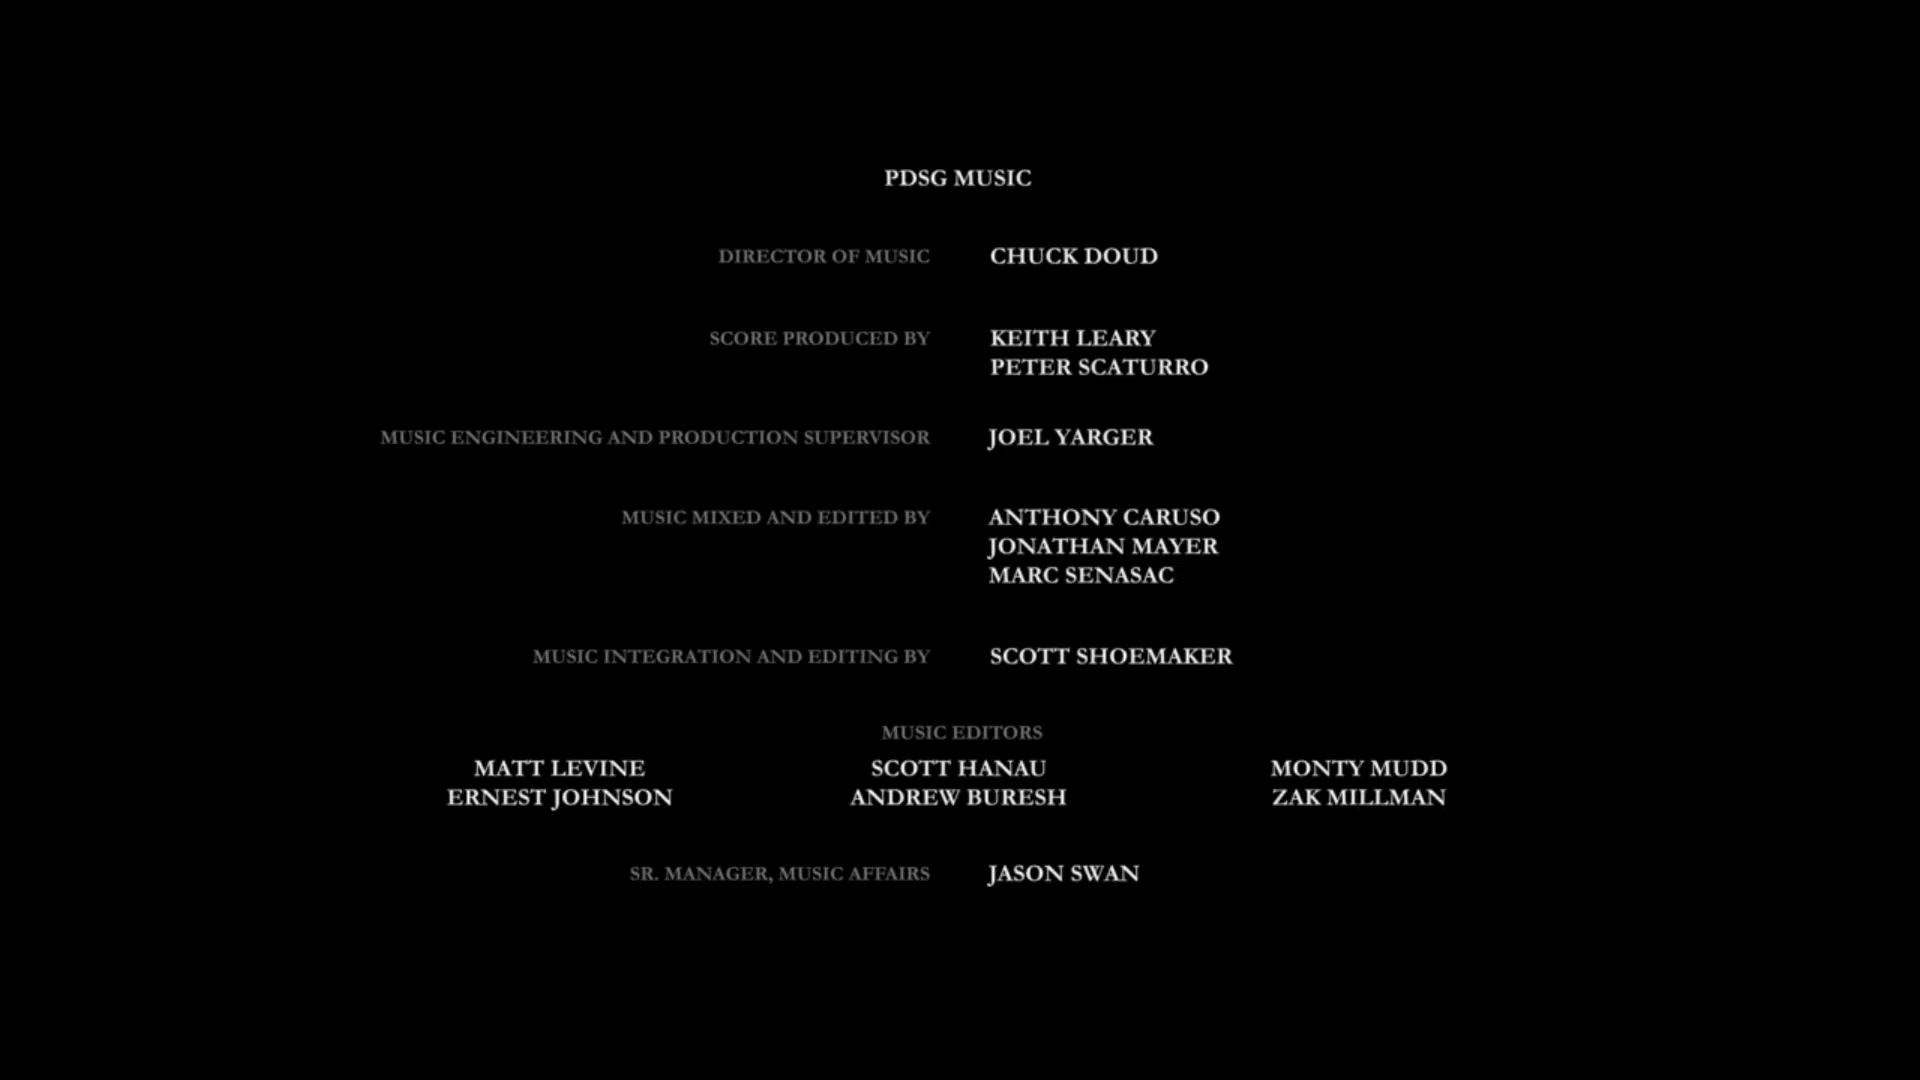 PDSG MUSIC
DIRECTOR OF MUSIC CHUCK DOUD
SCORE PRODUCED BY KEITH LEARY
PETER SCATURRO
MUSIC ENGINEERING AND PRODUCTION SUPERVISOR JOEL YARGER
MUSIC MIXED AND EDITED BY ANTHONY CARUSO
JONATHAN MAYER
MARC SENASAC
MUSIC INTEGRATION AND EDITING BY SCOTT SHOEMAKER
MUSIC EDITORS
MATT LEVINE SCOTT HANAU MONTY MUDD
ERNEST JOHNSON ANDREW BURESH ZAK MILLMAN
SR. MANAGER, MUSIC AFFAIRS JASON SWAN